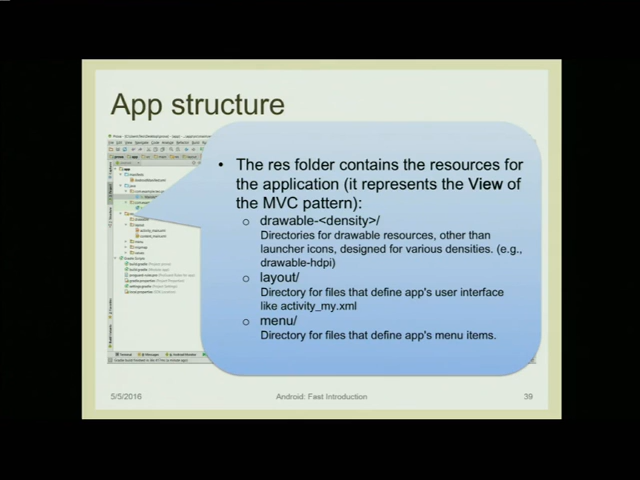 App structure
• The res folder contains the resources for
the application (it represents the View of
the MVC pattern):
o drawable-<density>/
Directories for drawable resources, other than
launcher icons, designed for various densities. (e.g.,
drawable-hdpi)
o layout/
Directory for files that define app's user interface
like activity_my.xml
o menu/
Directory for files that define app's menu items.
5/5/2016
Android: Fast Introduction
39